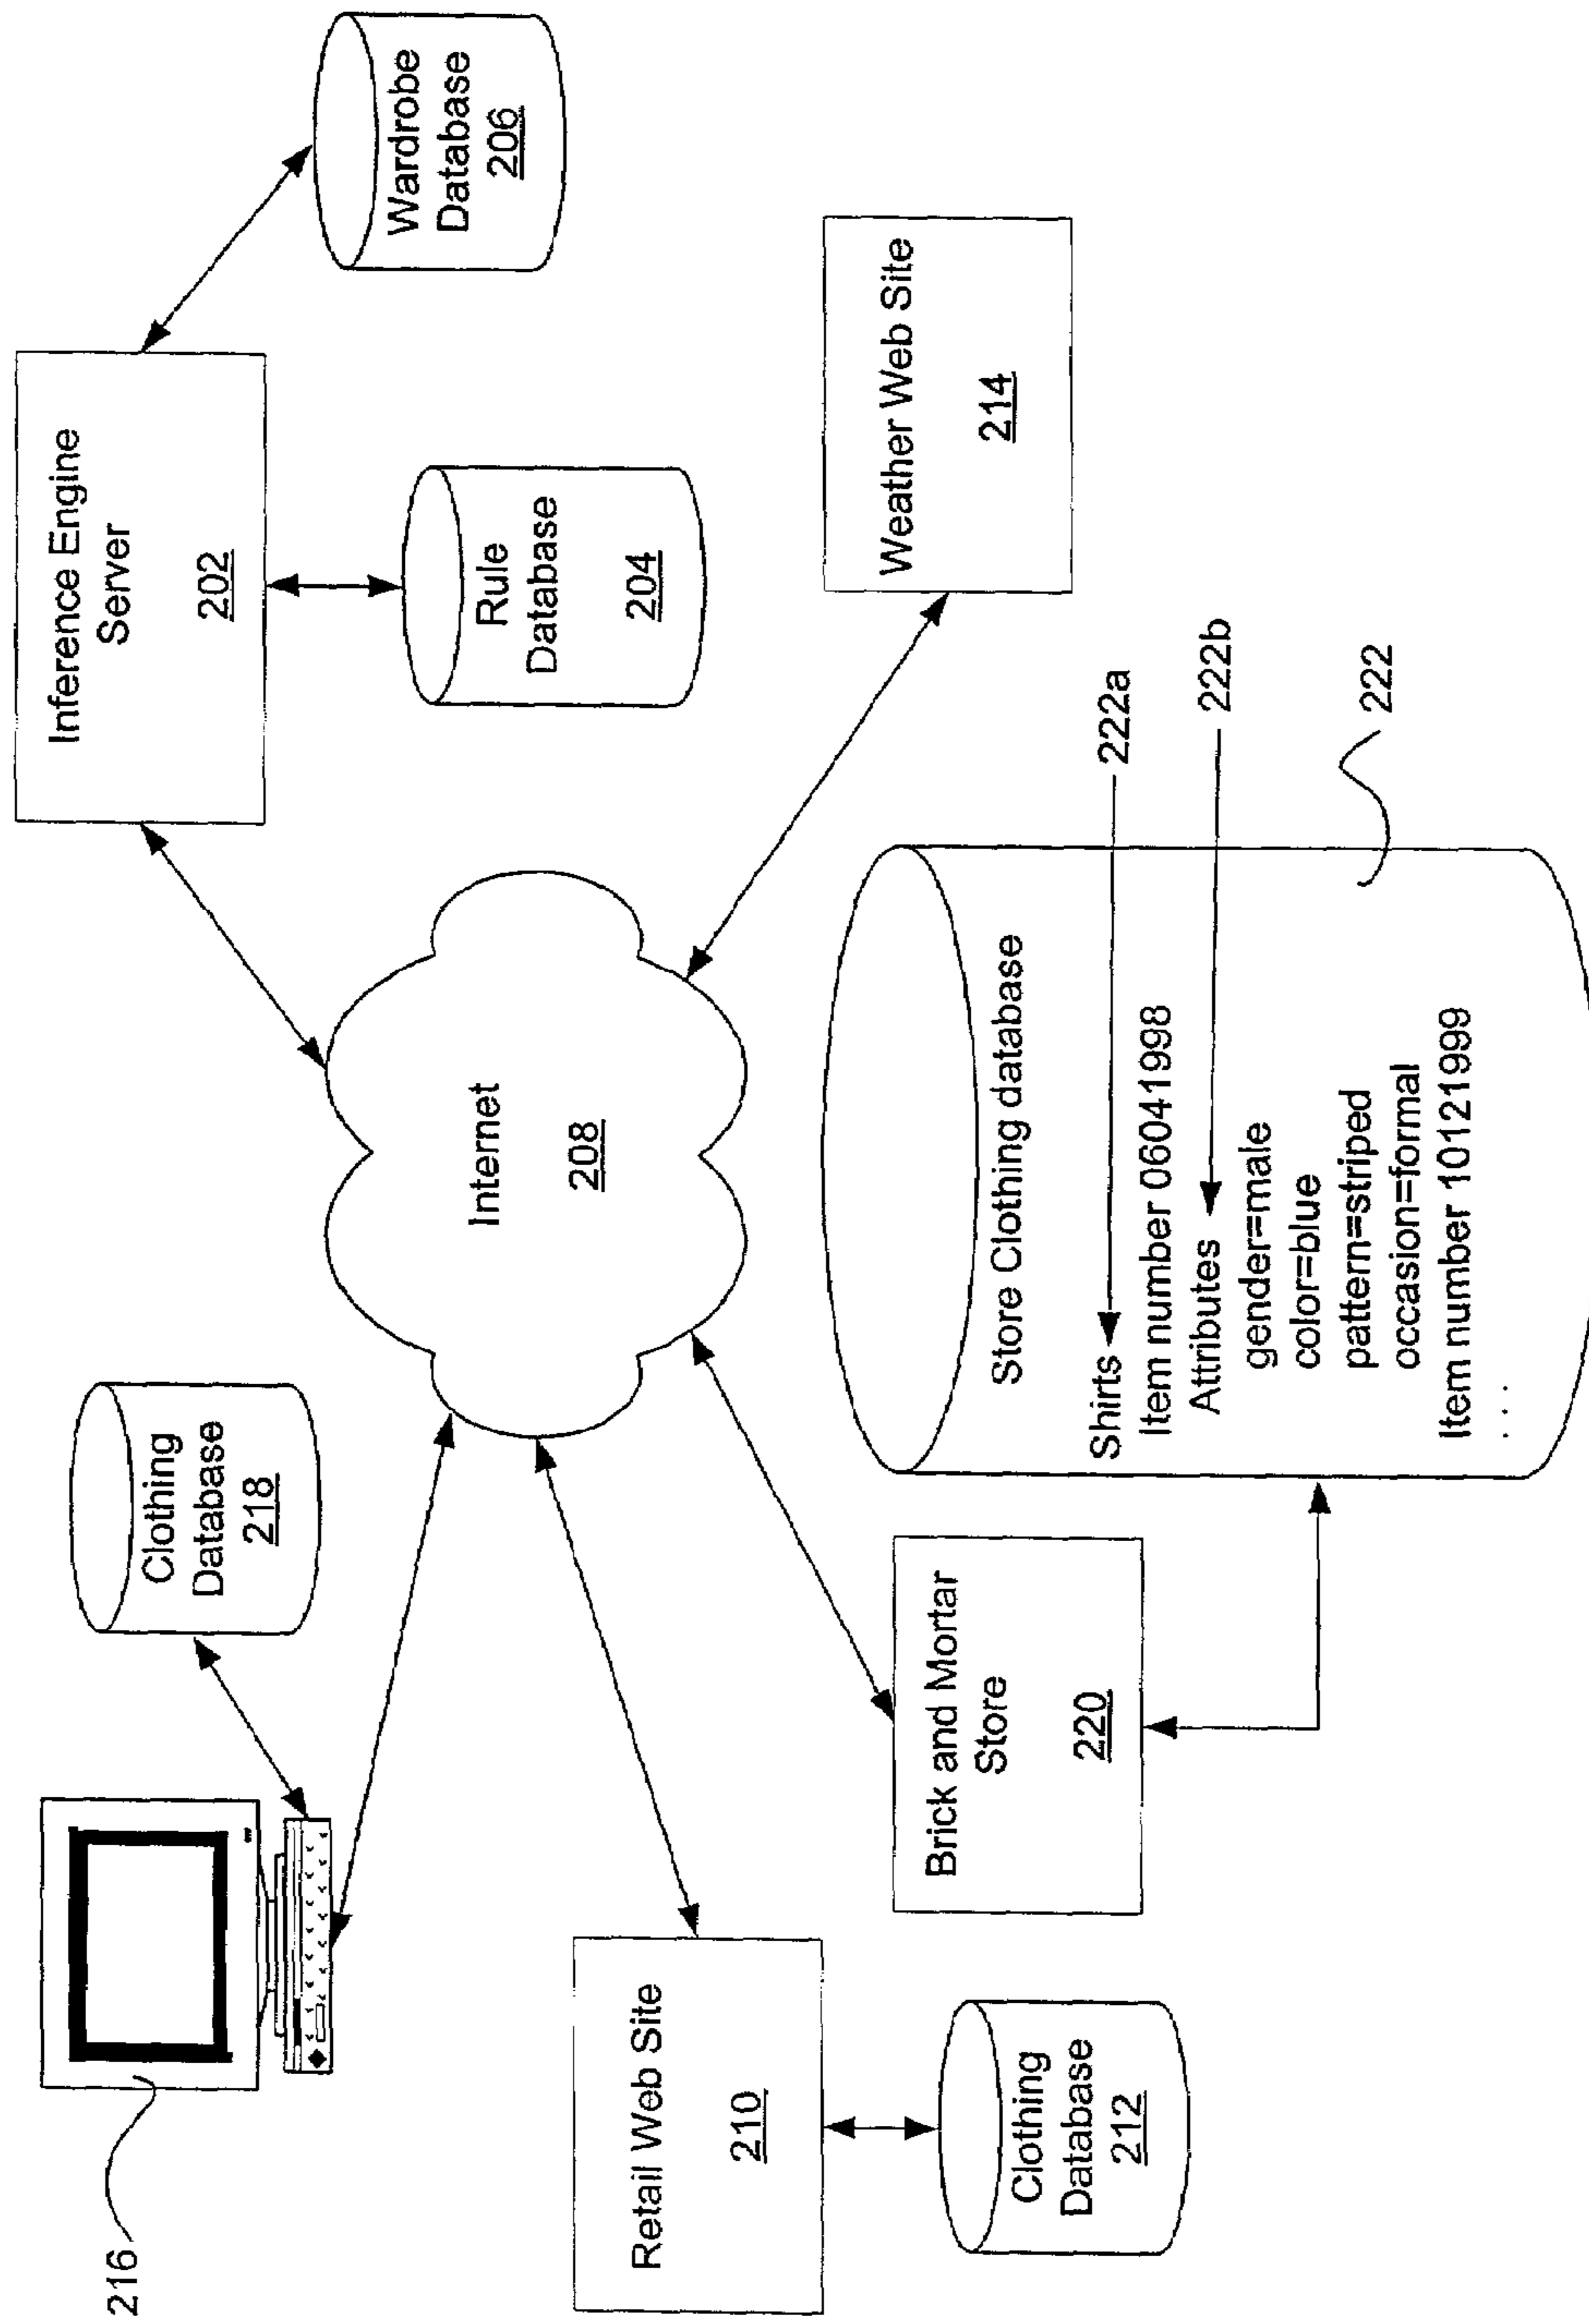 216
Clothing
Database
218
Inference Engine
Server
202
Wardrobe
Database
206
Rule
Database
204
Internet
208
Retail Web Site
210
Clothing
Database
212
Brick and Mortar
Store
220
Weather Web Site
214
Store Clothing database
Shirts
222a
Item number 06041998
Attributes
222b
gender=male
color=blue
pattern=striped
occasion=formal
Item number 10121999
. . .
222